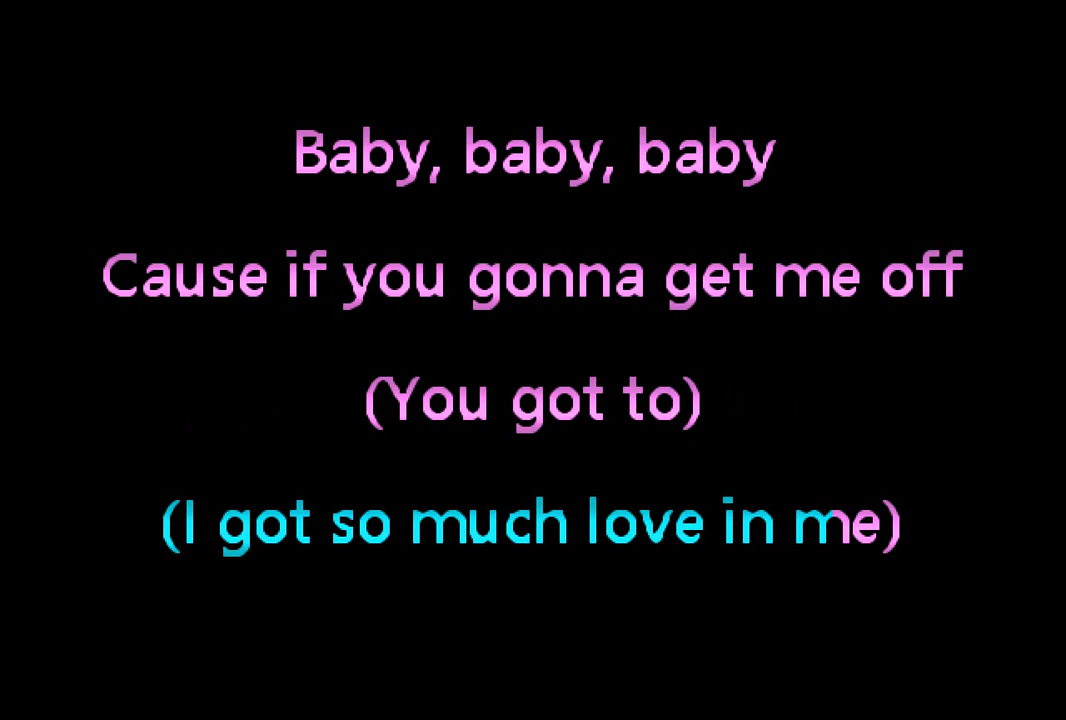 Baby, baby, baby
Cause if you gonna get me off
(You got to)
(I got so much love in me)